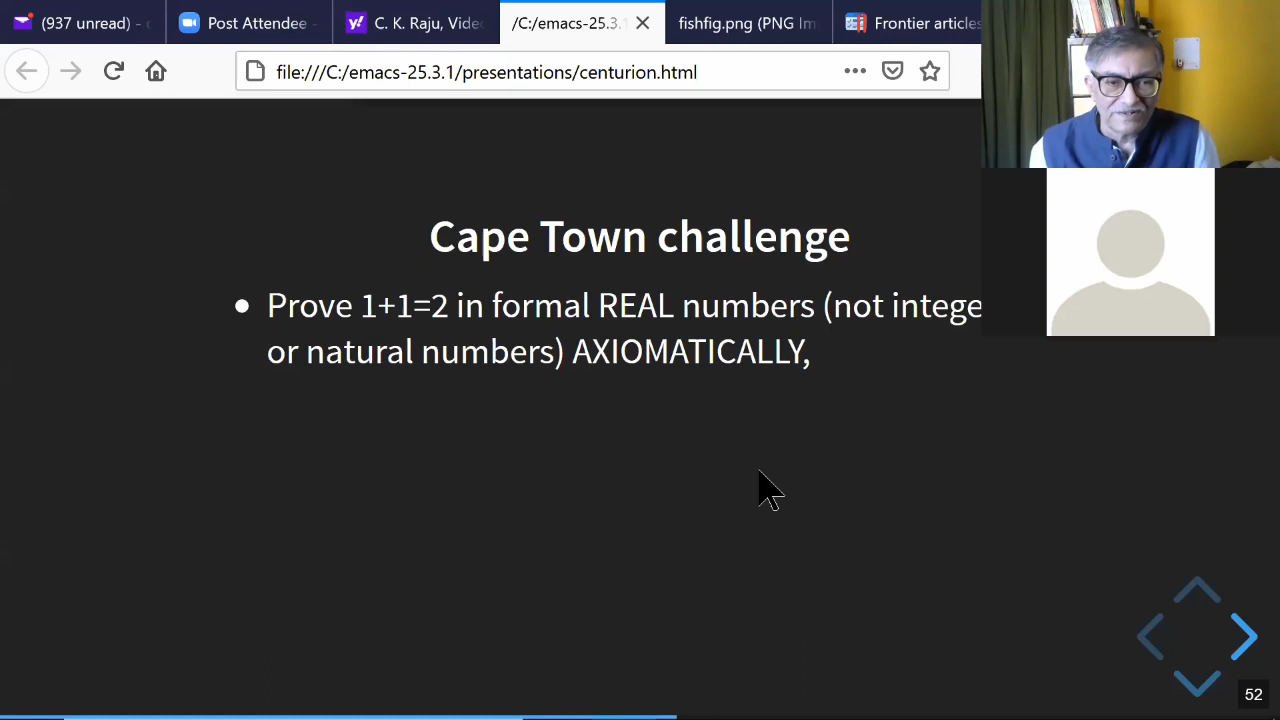 (937 unread) -
Post Attendee -
C. K. Raju, Vide
/C:/emacs-25.3.1
fishfig.png (PNG Im
Frontier articles
file:///C:/emacs-25.3.1/presentations/centurion.html
Cape Town challenge
Prove 1+1=2 in formal REAL numbers (not intege
or natural numbers) AXIOMATICALLY,
52